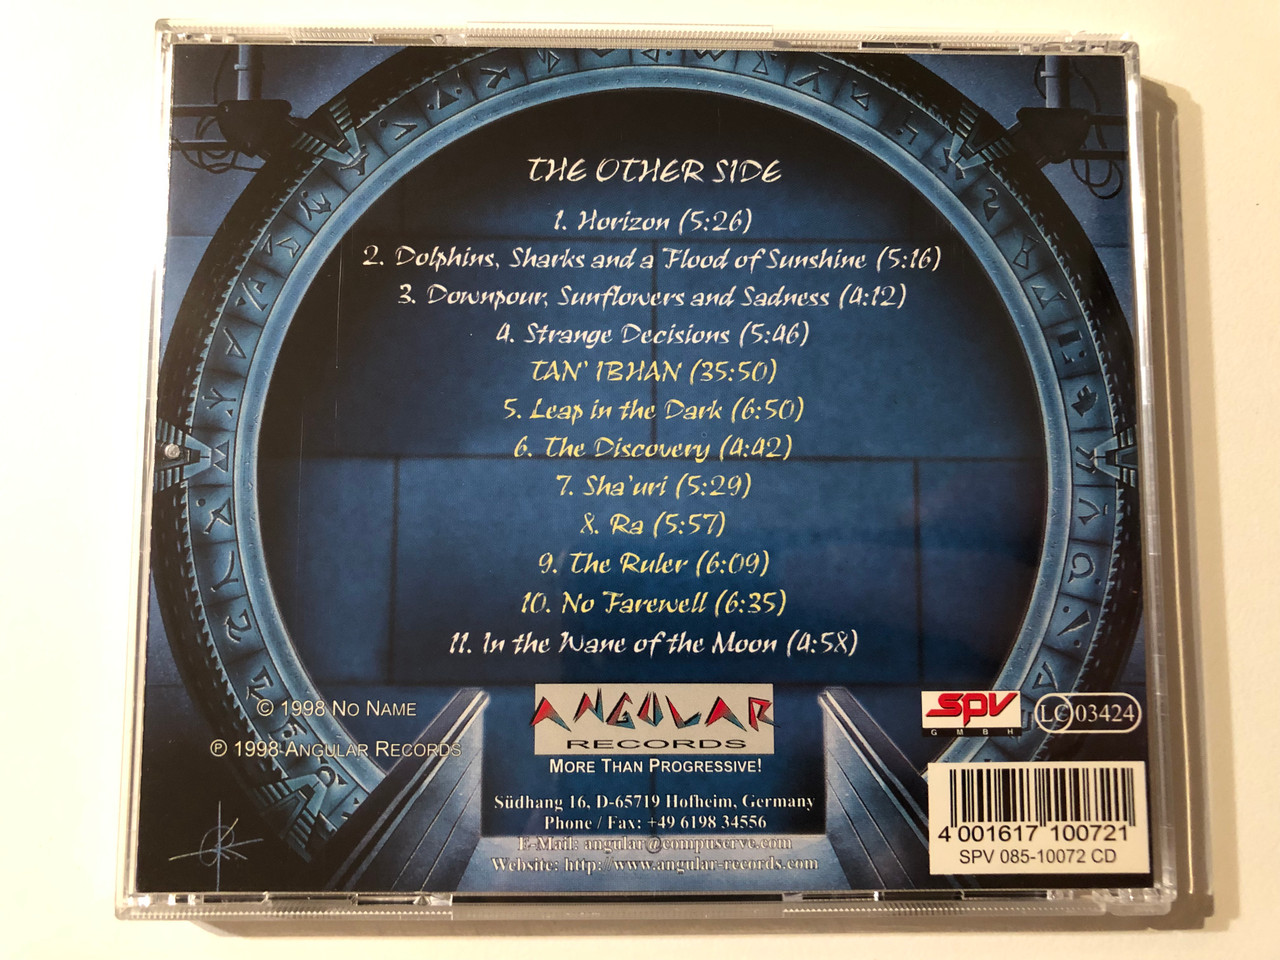 THE OTHER SIDE
1. Horizon (5:26)
2. Dolphins, Sharks and a Flood of Sunshine (5:16)
3. Downpour, Sunflowers and Sadness (4:12)
4. Strange Decisions (5:46)
TAN' IBHAN (35:50)
5. Leap in the Dark (6:50)
6. The Discovery (4:42)
7. Sha'uri (5:29)
8. Ra (5:57)
9. The Ruler (6:09)
10. No Farewell (6:35)
11. In the Wane of the Moon (4:58)
© 1998 No Name
℗ 1998 Angular Records
ANGULAR
RECORDS
More Than Progressive!
Südhang 16, D-65719 Hofheim, Germany
Phone / Fax: +49 6198 34556
E-Mail: angular@compuserve.com
Website: http://www.angular-records.com
SPV
GMBH
LC 03424
4 001617 100721
SPV 085-10072 CD